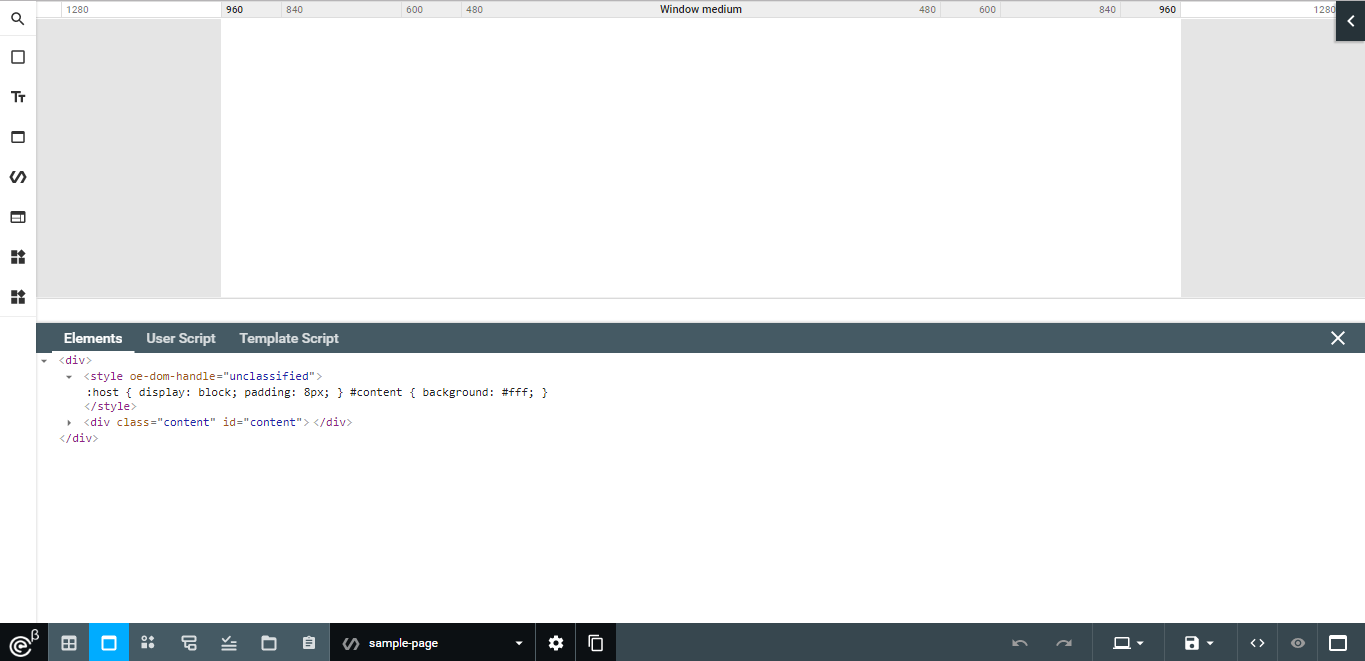 1280 960 840 600 480 Window medium 480 600 840 960 1280
Elements User Script Template Script
<div>
<style oe-dom-handle="unclassified">
:host { display: block; padding: 8px; } #content { background: #fff; }
</style>
<div class="content" id="content"> </div>
</div>
β sample-page